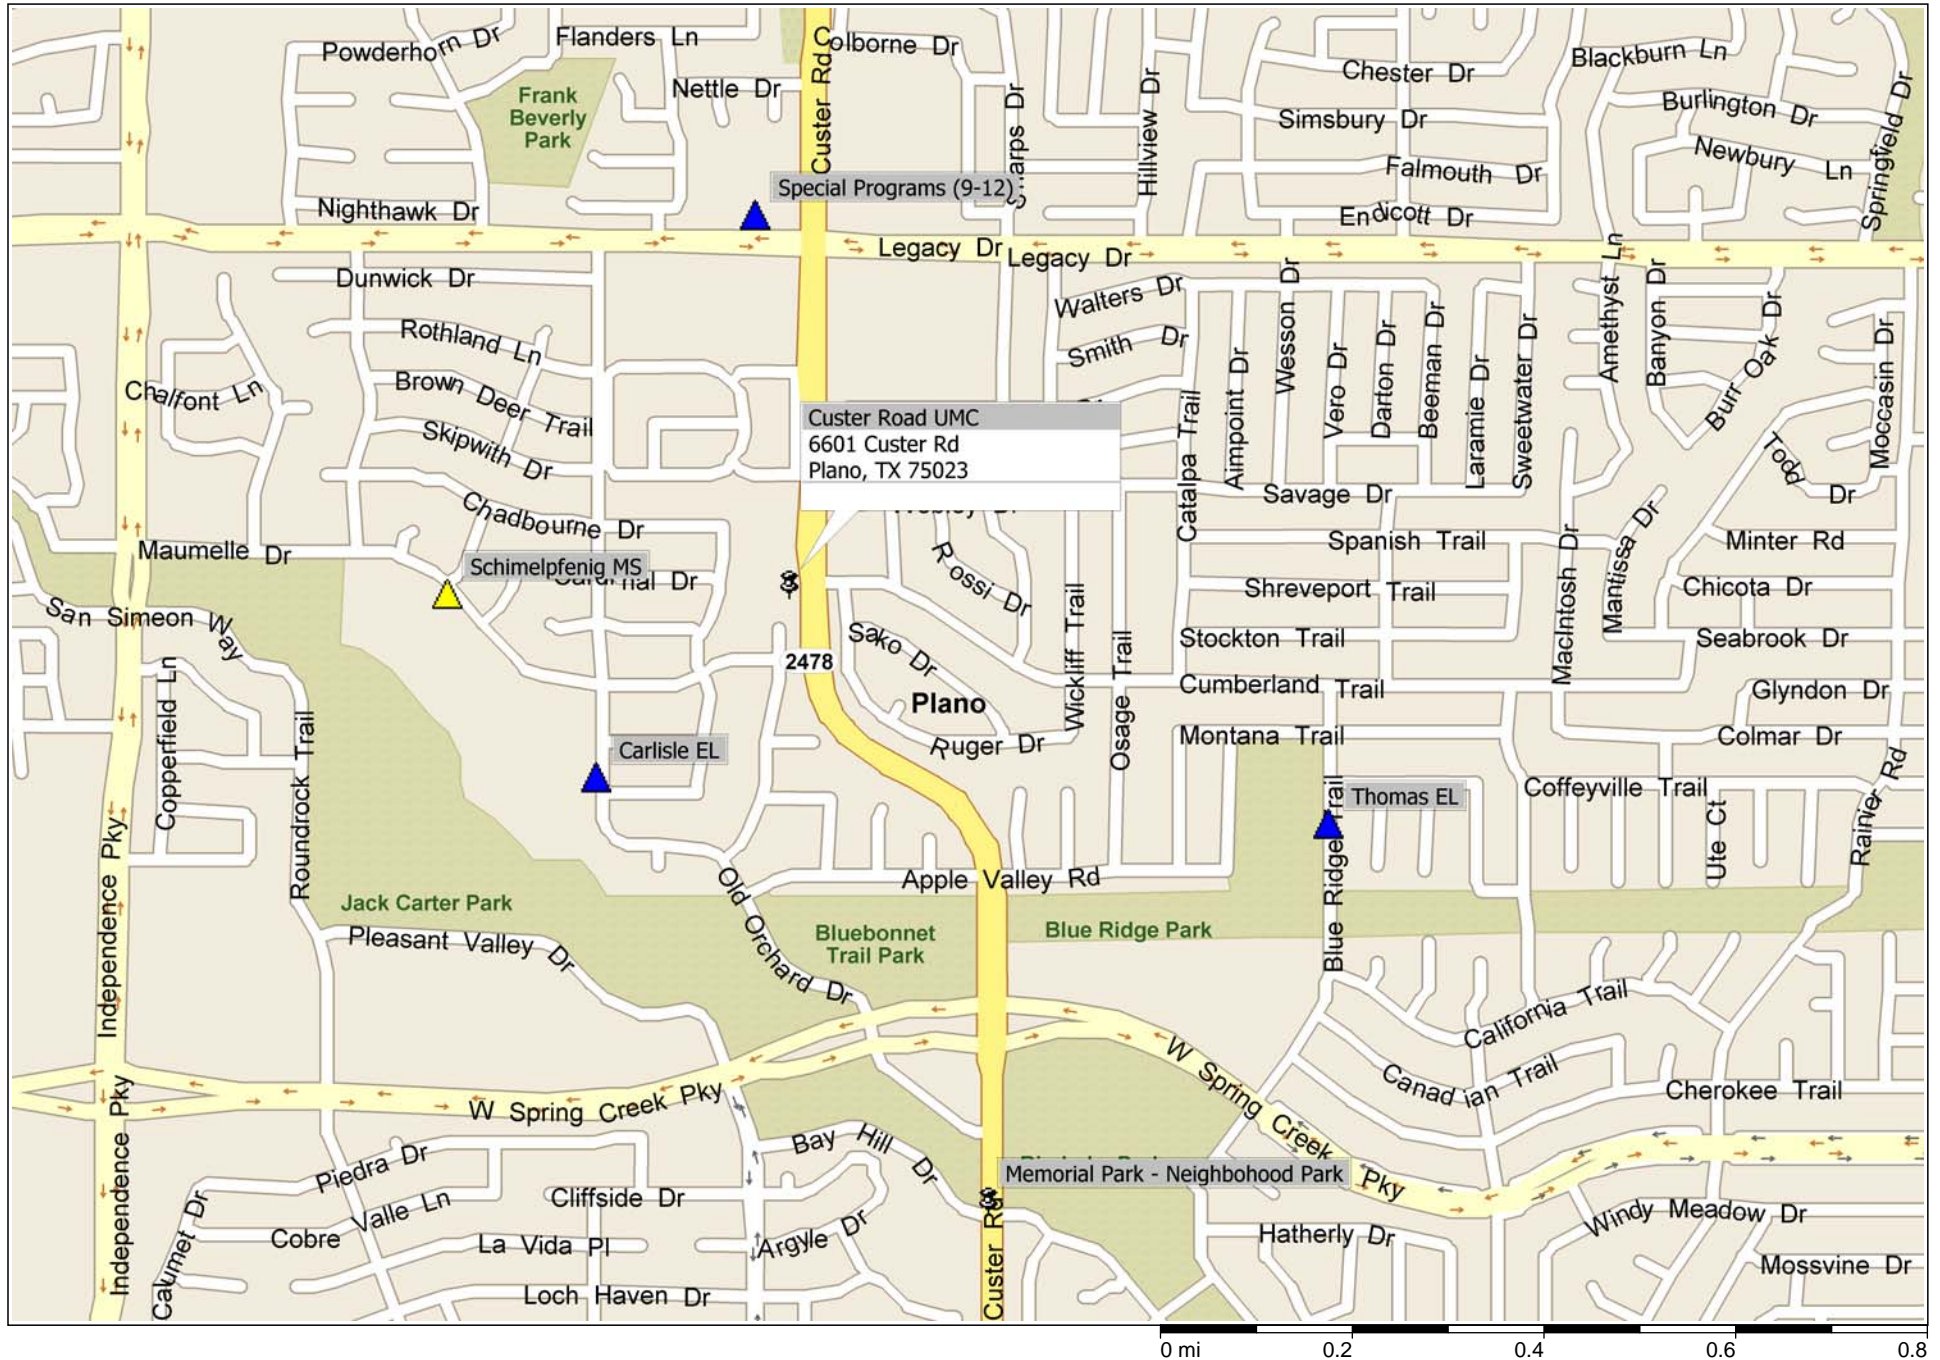 Powderhorn Dr
Flanders Ln
Custer Rd
Colborne Dr
Blackburn Ln
Nettle Dr
Chester Dr
Frank
Beverly
Park
Sharps Dr
Hillview Dr
Simsbury Dr
Burlington Dr
Springfield Dr
Newbury Ln
Falmouth Dr
Special Programs (9-12)
Nighthawk Dr
Endicott Dr
Legacy Dr
Legacy Dr
Dunwick Dr
Walters Dr
Wesson Dr
Amethyst Ln
Banyon Dr
Rothland Ln
Smith Dr
Aimpoint Dr
Vero Dr
Darton Dr
Beeman Dr
Laramie Dr
Sweetwater Dr
Burr Oak Dr
Moccasin Dr
Chalfont Ln
Brown Deer Trail
Skipwith Dr
Catalpa Trail
Todd Dr
Custer Road UMC
6601 Custer Rd
Plano, TX 75023
Savage Dr
Chadbourne Dr
Maumelle Dr
Spanish Trail
Minter Rd
MacIntosh Dr
Mantissa Dr
Schimelpfenig MS
Cardinal Dr
Rossi Dr
Shreveport Trail
Chicota Dr
San Simeon Way
Sako Dr
Wickliff Trail
Osage Trail
Stockton Trail
Seabrook Dr
2478
Copperfield Ln
Cumberland Trail
Glyndon Dr
Plano
Roundrock Trail
Ruger Dr
Montana Trail
Colmar Dr
Carlisle EL
Thomas EL
Coffeyville Trail
Rainier Rd
Ute Ct
Blue Ridge Trail
Apple Valley Rd
Independence Pky
Jack Carter Park
Old Orchard Dr
Pleasant Valley Dr
Bluebonnet
Trail Park
Blue Ridge Park
California Trail
W Spring Creek Pky
Canadian Trail
Cherokee Trail
W Spring Creek Pky
Independence Pky
Bay Hill Dr
Piedra Dr
Memorial Park - Neighbohood Park
Cliffside Dr
Calumet Dr
Cobre Valle Ln
La Vida Pl
Argyle Dr
Custer Rd
Hatherly Dr
Windy Meadow Dr
Mossvine Dr
Loch Haven Dr
0 mi 0.2 0.4 0.6 0.8